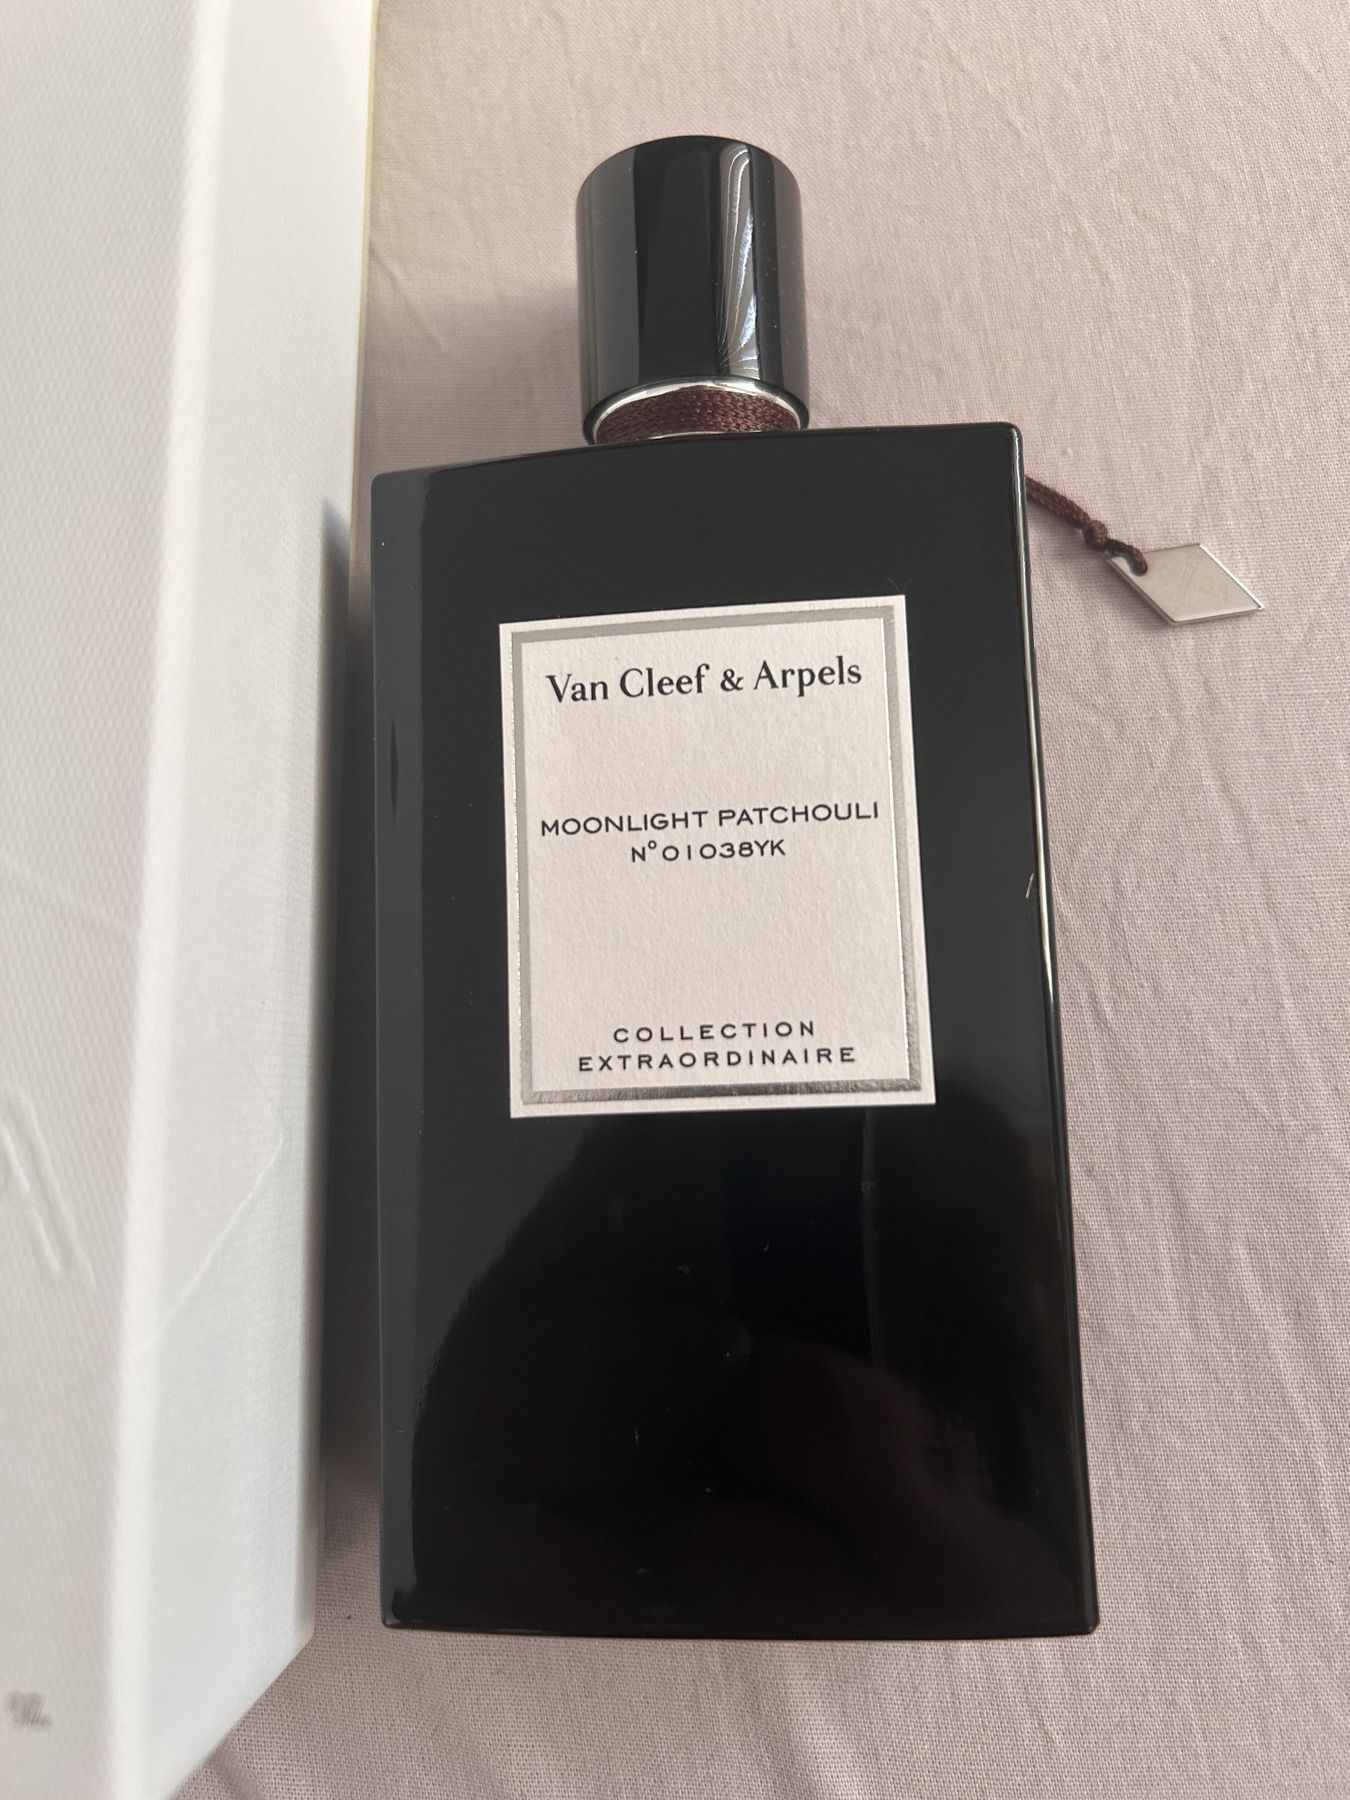 Van Cleef & Arpels
MOONLIGHT PATCHOULI
N°01038YK
COLLECTION
EXTRAORDINAIRE